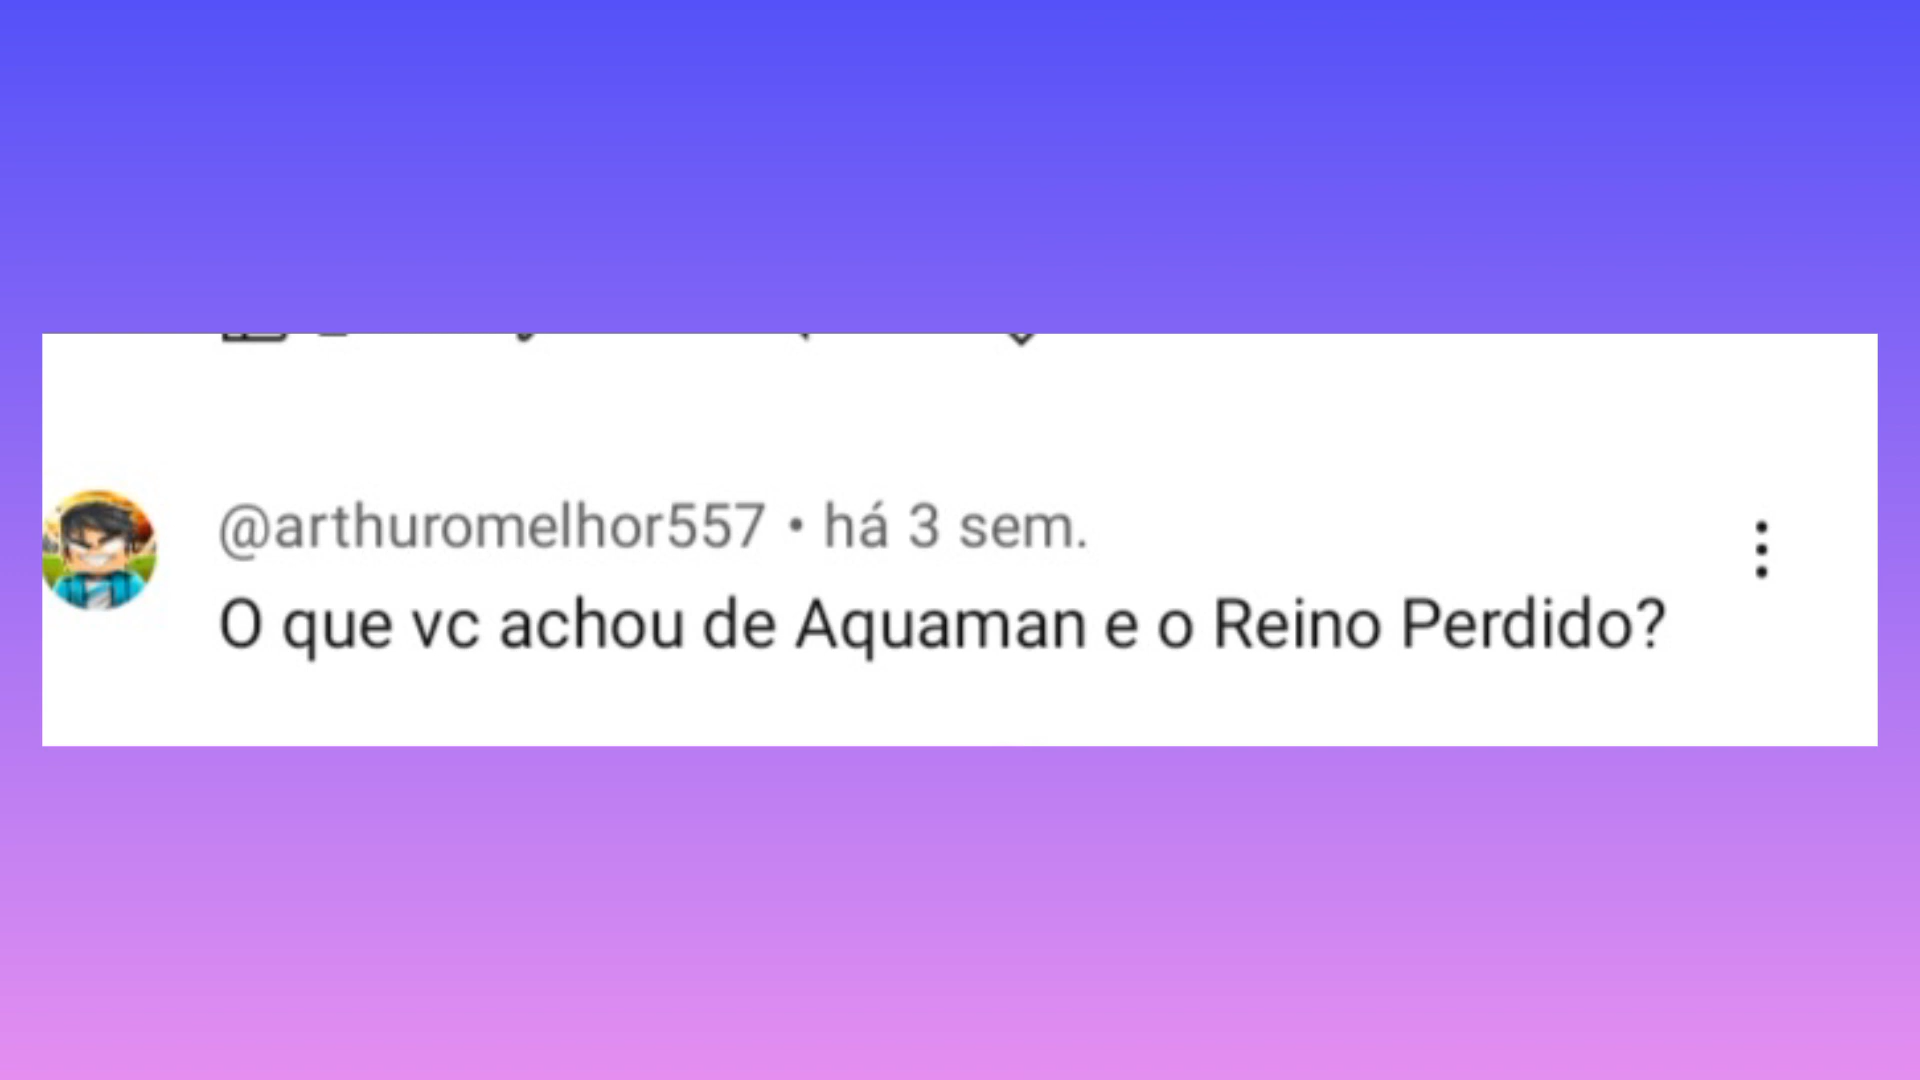 @arthuromelhor557 • há 3 sem.
O que vc achou de Aquaman e o Reino Perdido?